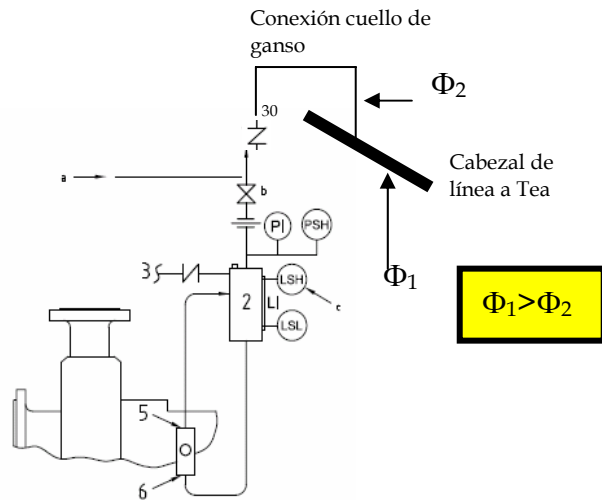 Conexión cuello de
ganso
Φ2
30
Cabezal de
línea a Tea
a
b
PI
PSH
Φ1
3
LSH
2
LI
c
LSL
Φ1>Φ2
5
6